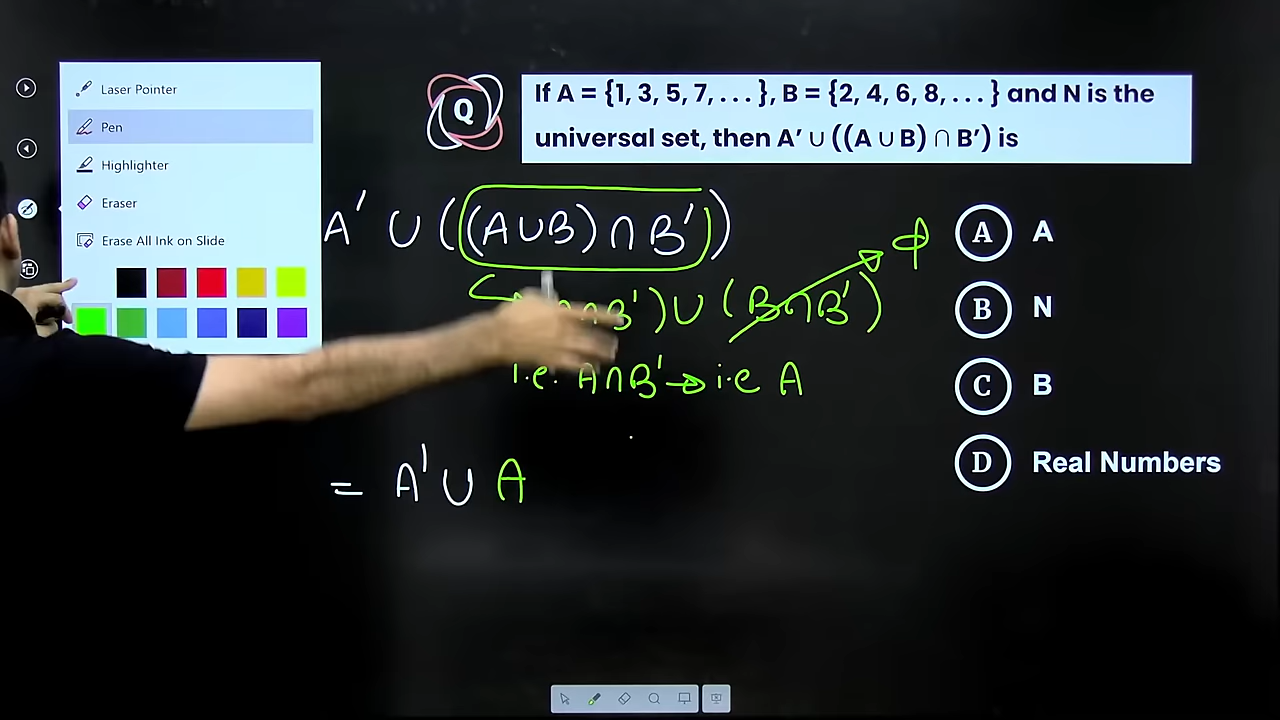 Laser Pointer
Pen
Highlighter
Eraser
Erase All Ink on Slide
Q
If A = {1, 3, 5, 7, . . . }, B = {2, 4, 6, 8, . . . } and N is the
universal set, then A′ ∪ ((A ∪ B) ∩ B′) is
A' ∪ ((A∪B) ∩ B')
∩B') ∪ (B∩B') → φ
i.e. A∩B' → i.e A
= A' ∪ A
A A
B N
C B
D Real Numbers